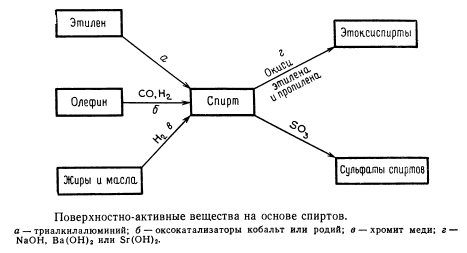 Этилен
Этоксиспирты
а
г
Окиси
этилена
и пропилена
Олефин
CO, H₂
б
Спирт
H₂ в
SO₃
Жиры и масла
Сульфаты спиртов
Поверхностно-активные вещества на основе спиртов.
а — триалкилалюминий; б — оксокатализаторы кобальт или родий; в — хромит меди; г —
NaOH, Ba(OH)₂ или Sr(OH)₂.